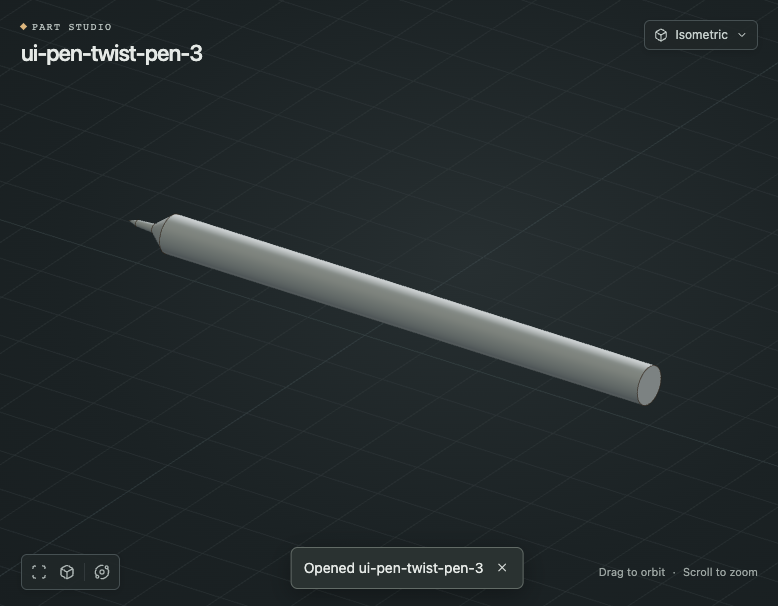 PART STUDIO
ui-pen-twist-pen-3
Isometric
Opened ui-pen-twist-pen-3
Drag to orbit · Scroll to zoom